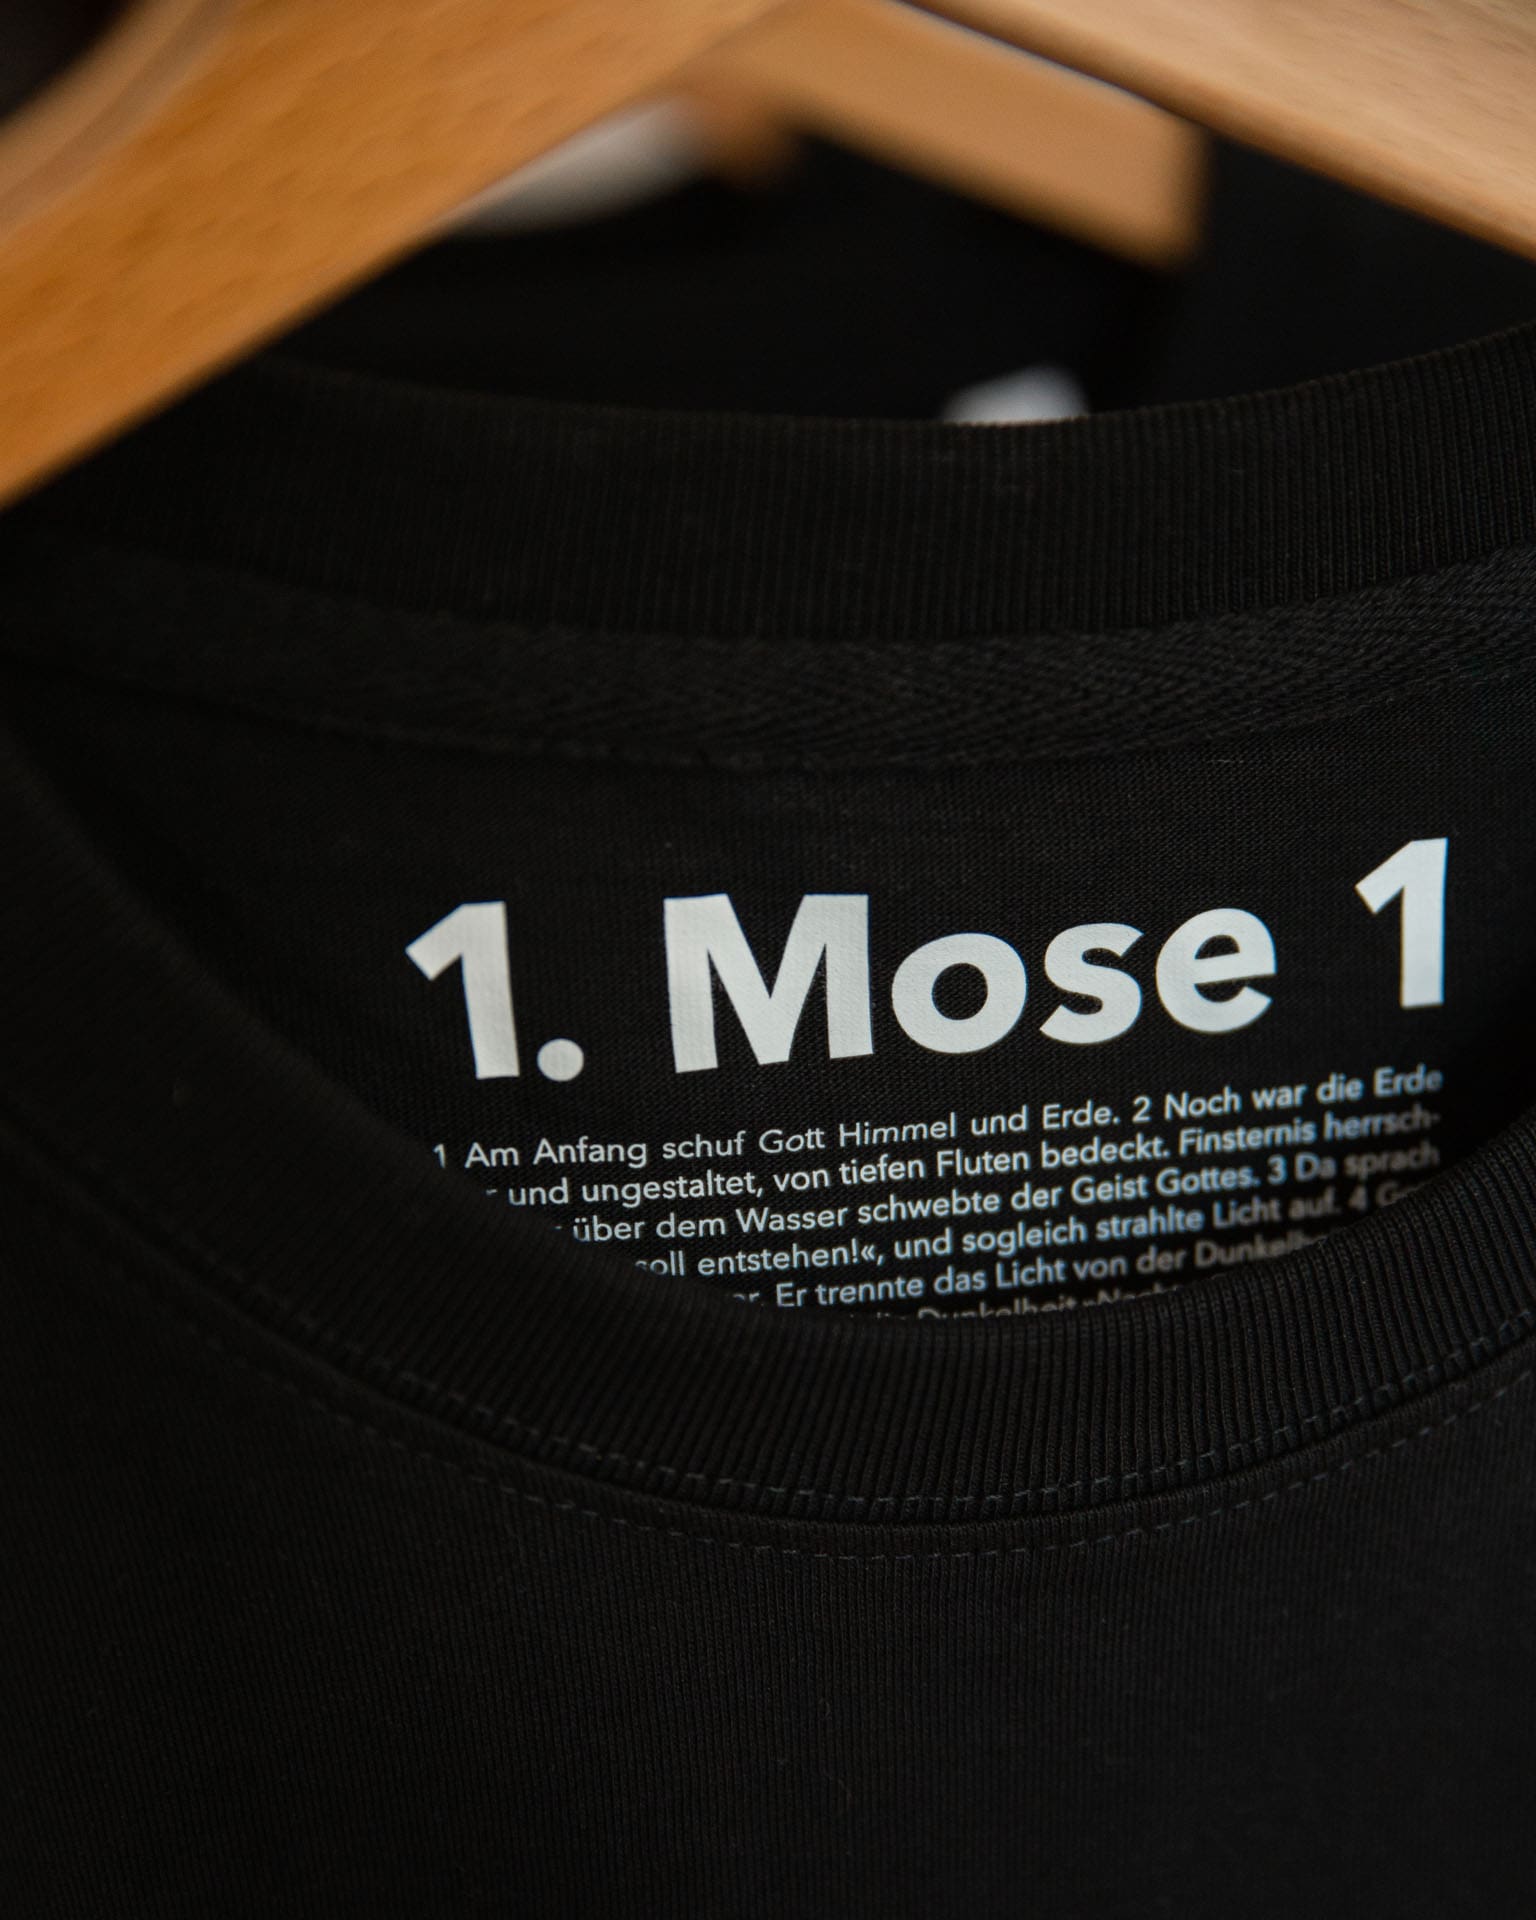 1. Mose 1
1 Am Anfang schuf Gott Himmel und Erde. 2 Noch war die Erde
und ungestaltet, von tiefen Fluten bedeckt. Finsternis herrsch-
über dem Wasser schwebte der Geist Gottes. 3 Da sprach
entstehen!«, und sogleich strahlte Licht auf. 4
Er trennte das Licht von der
Dunkelheit